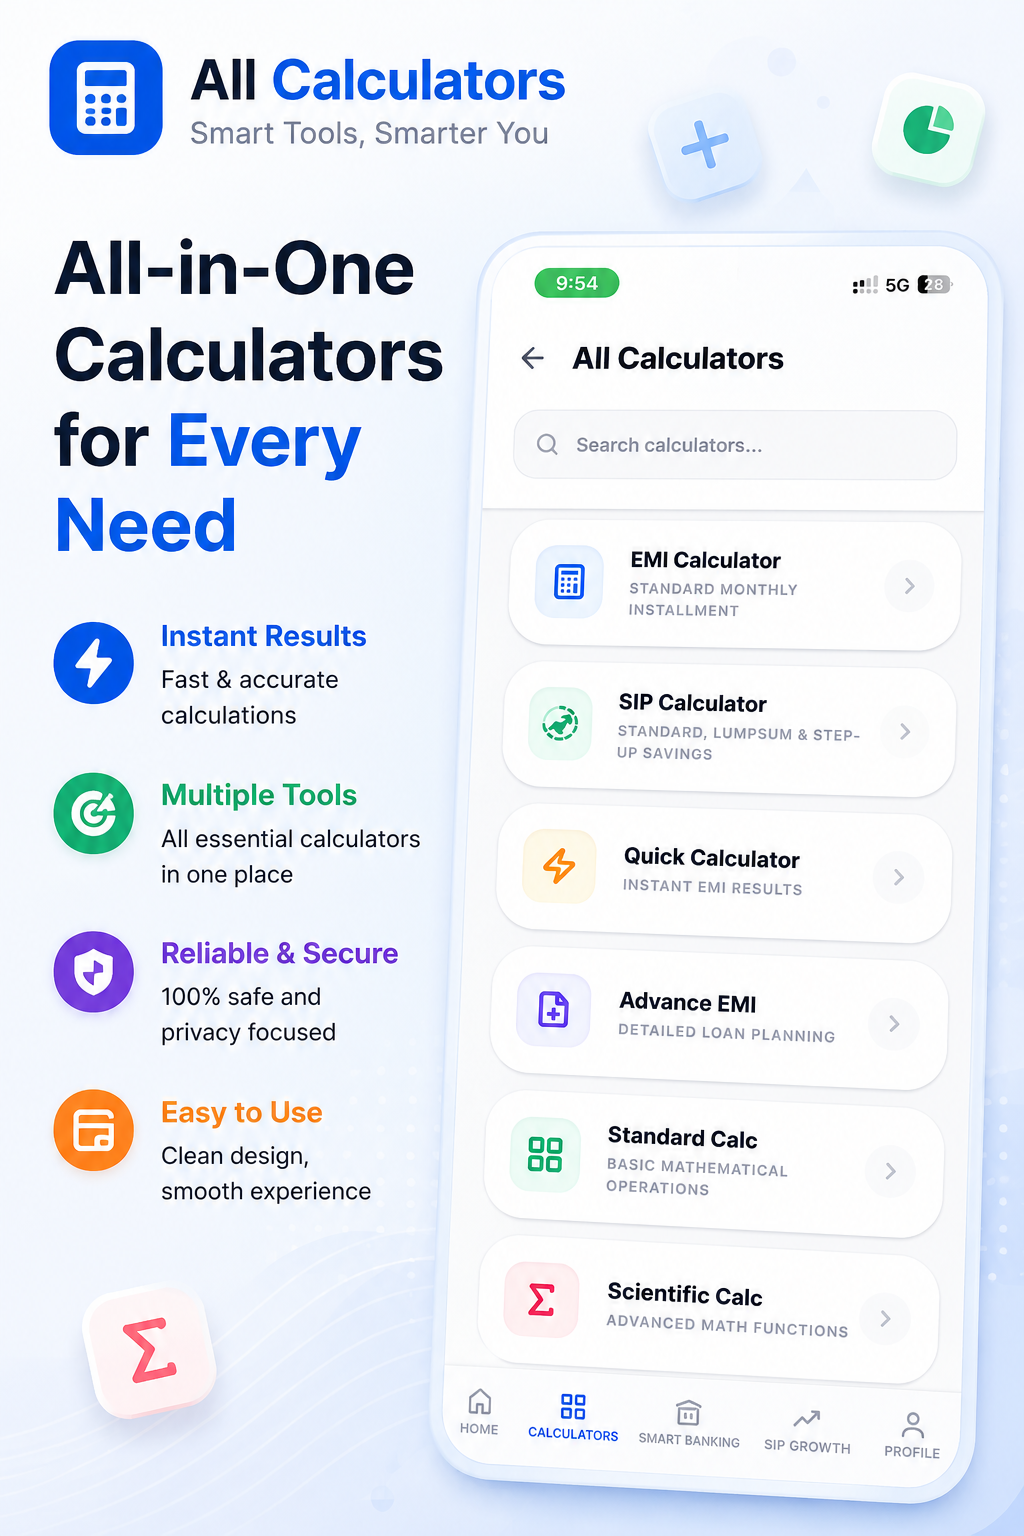 All Calculators
Smart Tools, Smarter You
All-in-One
Calculators
for Every
Need
Instant Results
Fast & accurate
calculations
Multiple Tools
All essential calculators
in one place
Reliable & Secure
100% safe and
privacy focused
Easy to Use
Clean design,
smooth experience
9:54
5G 28
All Calculators
Search calculators...
EMI Calculator
STANDARD MONTHLY
INSTALLMENT
SIP Calculator
STANDARD, LUMPSUM & STEP-
UP SAVINGS
Quick Calculator
INSTANT EMI RESULTS
Advance EMI
DETAILED LOAN PLANNING
Standard Calc
BASIC MATHEMATICAL
OPERATIONS
Scientific Calc
ADVANCED MATH FUNCTIONS
HOME CALCULATORS SMART BANKING SIP GROWTH PROFILE